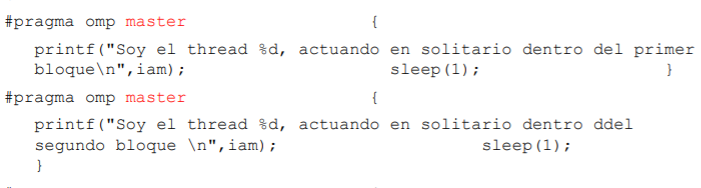 #pragma omp master {
printf("Soy el thread %d, actuando en solitario dentro del primer
bloque\n",iam); sleep(1); }
#pragma omp master {
printf("Soy el thread %d, actuando en solitario dentro ddel
segundo bloque \n",iam); sleep(1);
}